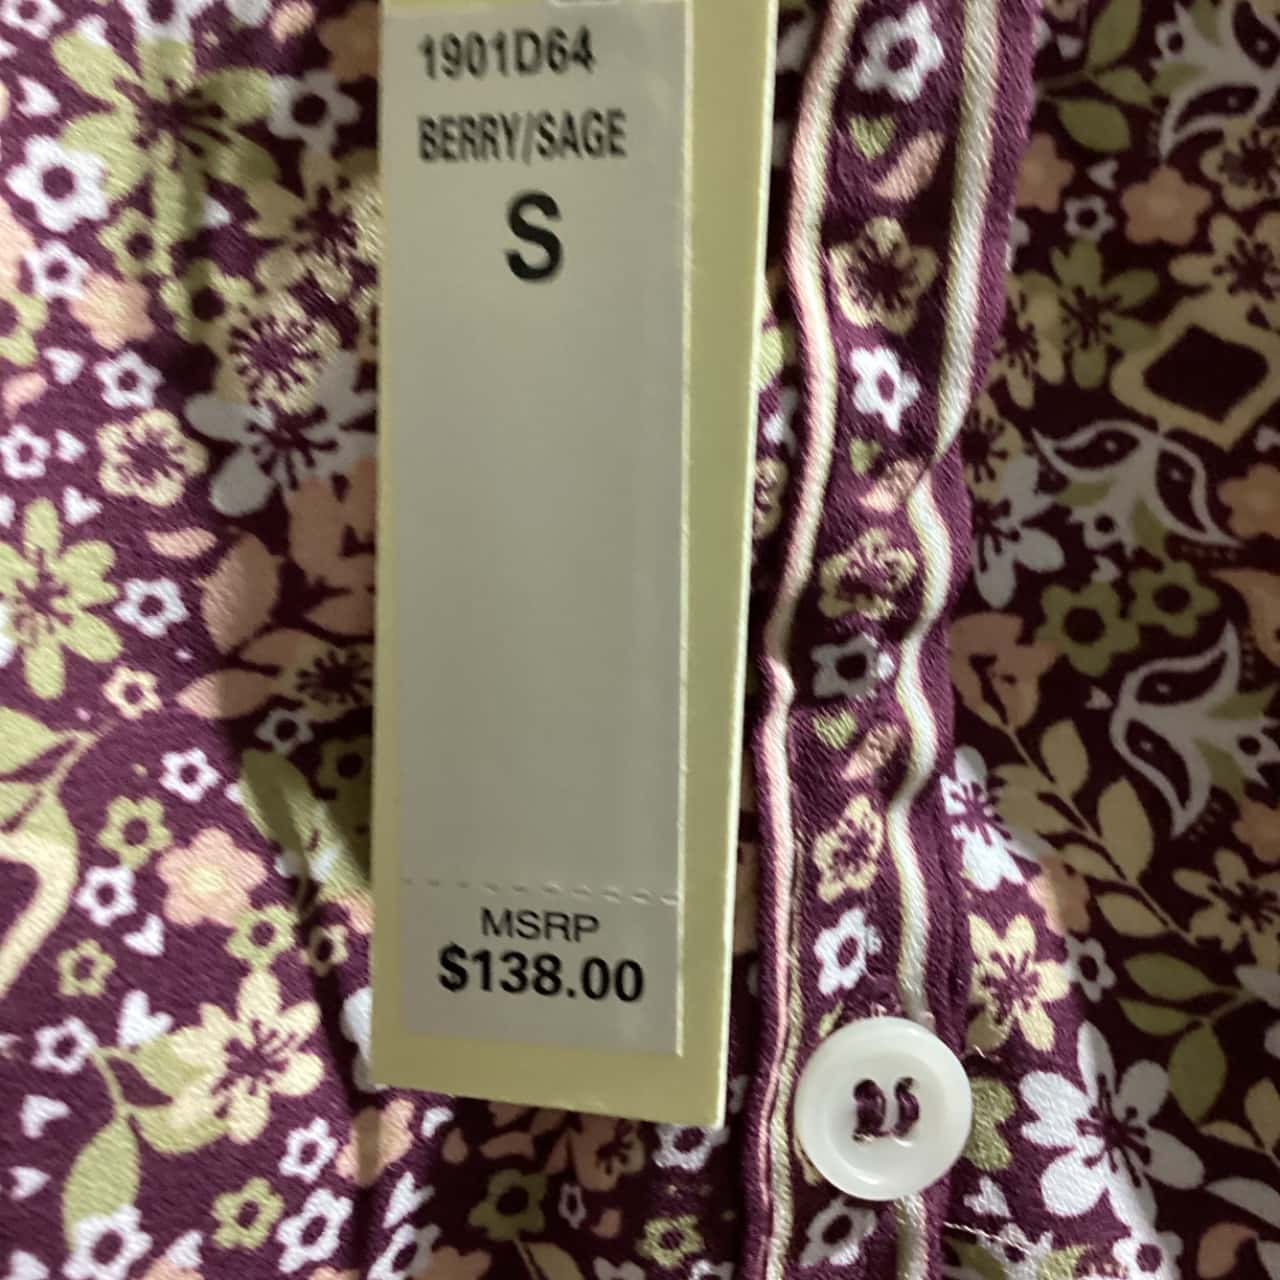 1901D64
BERRY/SAGE
S
MSRP
$138.00